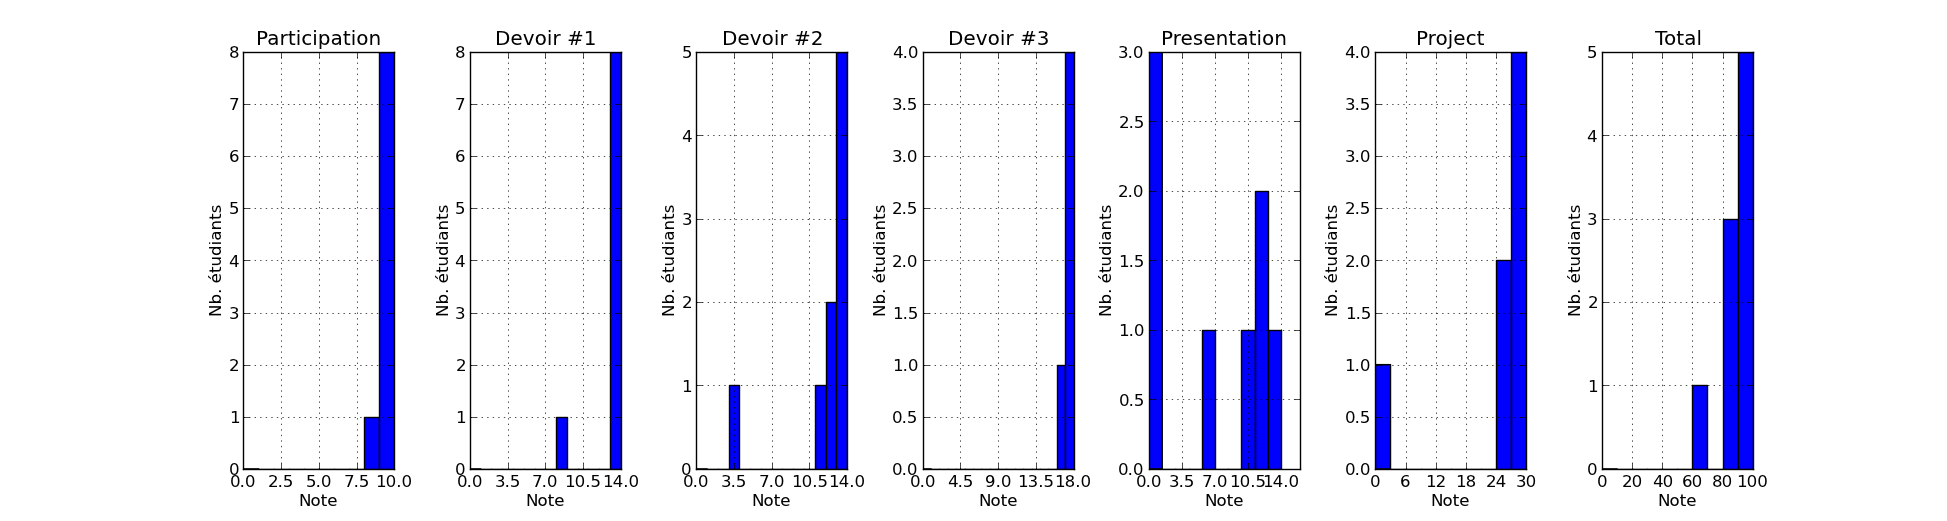 Participation
8
7
6
5
4
3
2
1
0
Nb. étudiants
0.0 2.5 5.0 7.5 10.0
Note
Devoir #1
8
7
6
5
4
3
2
1
0
Nb. étudiants
0.0 3.5 7.0 10.5 14.0
Note
Devoir #2
5
4
3
2
1
0
Nb. étudiants
0.0 3.5 7.0 10.5 14.0
Note
Devoir #3
4.0
3.5
3.0
2.5
2.0
1.5
1.0
0.5
0.0
Nb. étudiants
0.0 4.5 9.0 13.5 18.0
Note
Presentation
3.0
2.5
2.0
1.5
1.0
0.5
0.0
Nb. étudiants
0.0 3.5 7.0 10.5 14.0
Note
Project
4.0
3.5
3.0
2.5
2.0
1.5
1.0
0.5
0.0
Nb. étudiants
0 6 12 18 24 30
Note
Total
5
4
3
2
1
0
Nb. étudiants
0 20 40 60 80 100
Note